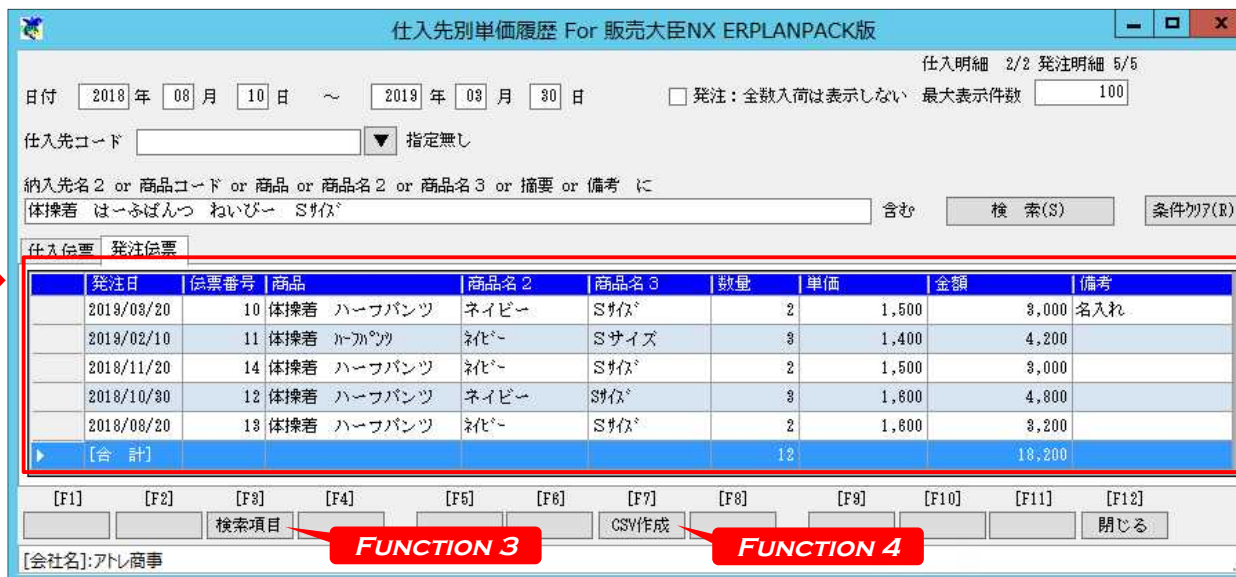 仕入先別単価履歴 For 販売大臣NX ERPLANPACK版
仕入明細 2/2 発注明細 5/5
日付 2018 年 08 月 10 日 ～ 2019 年 03 月 30 日 発注：全数入荷は表示しない 最大表示件数 100
仕入先コード ▼ 指定無し
納入先名２ or 商品コード or 商品 or 商品名２ or 商品名３ or 摘要 or 備考 に
体操着 はーふぱんつ ねいびー Sｻｲｽﾞ 含む 検 索(S) 条件ｸﾘｱ(R)
仕入伝票 発注伝票
発注日 伝票番号 商品 商品名２ 商品名３ 数量 単価 金額 備考
2019/03/20 10 体操着 ハーフパンツ ネイビー Ｓｻｲｽﾞ 2 1,500 3,000 名入れ
2019/02/10 11 体操着 ﾊｰﾌﾊﾟﾝﾂ ﾈｲﾋﾞｰ Ｓサイズ 3 1,400 4,200
2018/11/20 14 体操着 ハーフパンツ ﾈｲﾋﾞｰ Ｓｻｲｽﾞ 2 1,500 3,000
2018/10/30 12 体操着 ハーフパンツ ネイビー Sｻｲｽﾞ 3 1,600 4,800
2018/08/20 13 体操着 ハーフパンツ ﾈｲﾋﾞｰ Ｓｻｲｽﾞ 2 1,600 3,200
[合 計] 12 18,200
[F1] [F2] [F3] [F4] [F5] [F6] [F7] [F8] [F9] [F10] [F11] [F12]
検索項目 CSV作成 閉じる
FUNCTION 3 FUNCTION 4
[会社名]:アトレ商事